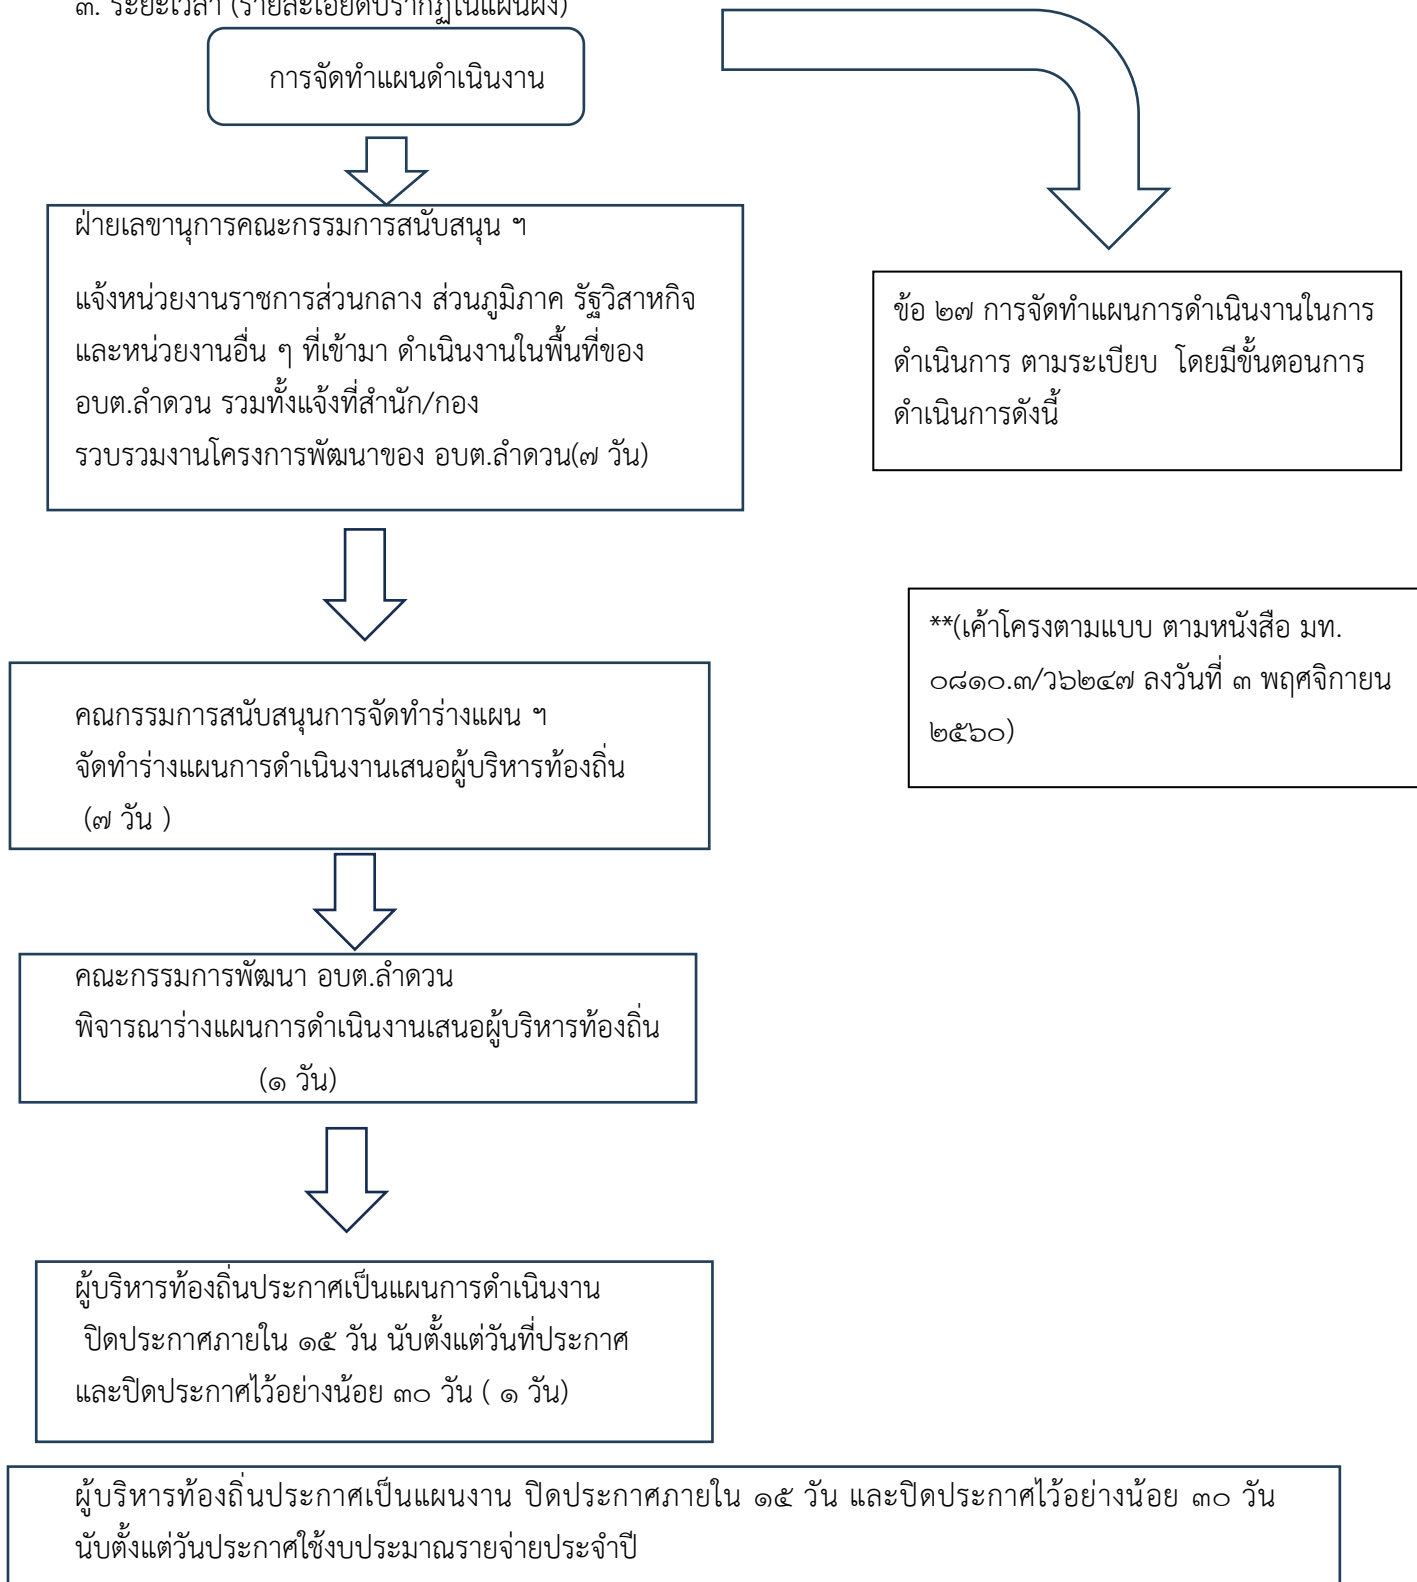 ๓. ระยะเวลา (รายละเอียดปรากฏในแผนผัง)
การจัดทำแผนดำเนินงาน
ฝ่ายเลขานุการคณะกรรมการสนับสนุน ฯ
แจ้งหน่วยงานราชการส่วนกลาง ส่วนภูมิภาค รัฐวิสาหกิจ
และหน่วยงานอื่น ๆ ที่เข้ามา ดำเนินงานในพื้นที่ของ
อบต.ลำดวน รวมทั้งแจ้งที่สำนัก/กอง
รวบรวมงานโครงการพัฒนาของ อบต.ลำดวน(๗ วัน)
ข้อ ๒๗ การจัดทำแผนการดำเนินงานในการ
ดำเนินการ ตามระเบียบ โดยมีขั้นตอนการ
ดำเนินการดังนี้
**(เค้าโครงตามแบบ ตามหนังสือ มท.
๐๘๑๐.๓/ว๖๒๔๗ ลงวันที่ ๓ พฤศจิกายน
๒๕๖๐)
คณกรรมการสนับสนุนการจัดทำร่างแผน ฯ
จัดทำร่างแผนการดำเนินงานเสนอผู้บริหารท้องถิ่น
(๗ วัน )
คณะกรรมการพัฒนา อบต.ลำดวน
พิจารณาร่างแผนการดำเนินงานเสนอผู้บริหารท้องถิ่น
(๑ วัน)
ผู้บริหารท้องถิ่นประกาศเป็นแผนการดำเนินงาน
ปิดประกาศภายใน ๑๕ วัน นับตั้งแต่วันที่ประกาศ
และปิดประกาศไว้อย่างน้อย ๓๐ วัน ( ๑ วัน)
ผู้บริหารท้องถิ่นประกาศเป็นแผนงาน ปิดประกาศภายใน ๑๕ วัน และปิดประกาศไว้อย่างน้อย ๓๐ วัน
นับตั้งแต่วันประกาศใช้งบประมาณรายจ่ายประจำปี